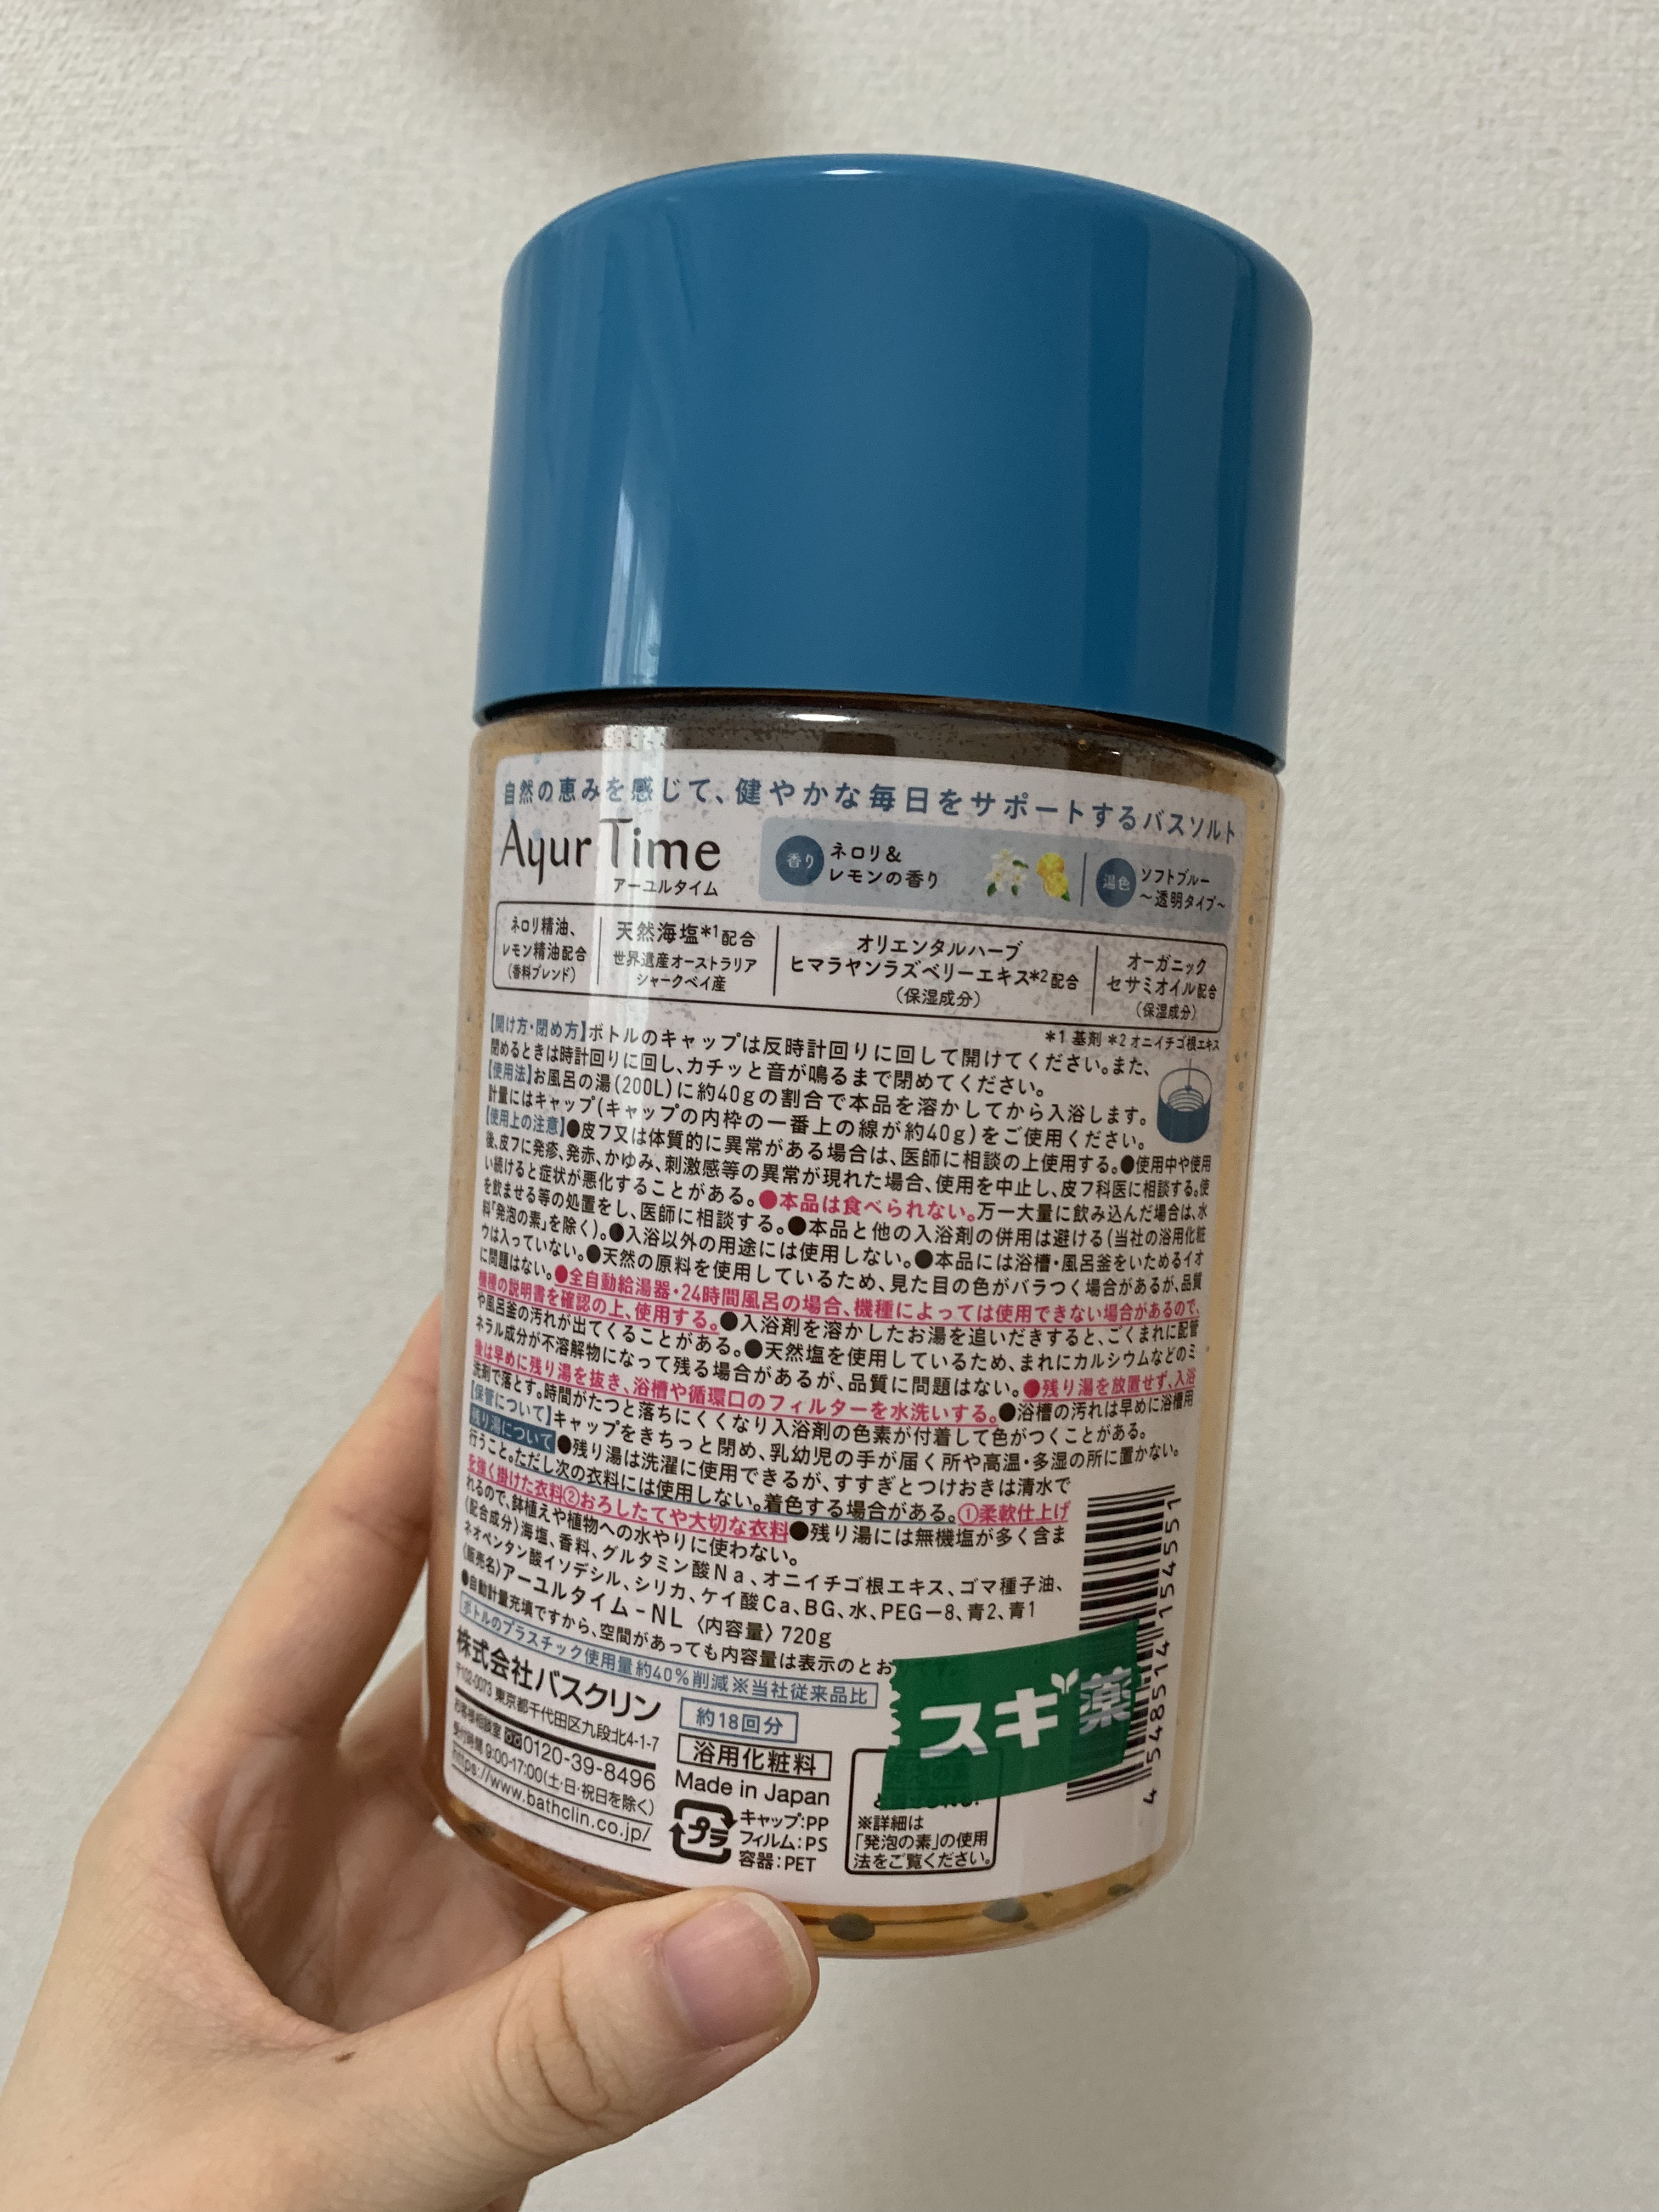 自然の恵みを感じて、健やかな毎日をサポートするバスソルト
Ayur Time
アーユルタイム
香り
ネロリ&
レモンの香り
湯色
ソフトブルー
～透明タイプ～
ネロリ精油、
レモン精油配合
(香料ブレンド)
天然海塩*1配合
世界遺産オーストラリア
シャークベイ産
オリエンタルハーブ
ヒマラヤンラズベリーエキス*2配合
(保湿成分)
オーガニック
セサミオイル配合
(保湿成分)
*1 基剤 *2 オニイチゴ根エキス
【開け方・閉め方】ボトルのキャップは反時計回りに回して開けてください。また、
閉めるときは時計回りに回し、カチッと音が鳴るまで閉めてください。
【使用法】お風呂の湯(200L)に約40gの割合で本品を溶かしてから入浴します。
計量にはキャップ(キャップの内枠の一番上の線が約40g)をご使用ください。
【使用上の注意】●皮フ又は体質的に異常がある場合は、医師に相談の上使用する。●使用中や使用
後、皮フに発疹、発赤、かゆみ、刺激感等の異常が現れた場合、使用を中止し、皮フ科医に相談する。使
い続けると症状が悪化することがある。●本品は食べられない。万一大量に飲み込んだ場合は、水
を飲ませる等の処置をし、医師に相談する。●本品と他の入浴剤の併用は避ける(当社の浴用化粧
料「発泡の素」を除く)。●入浴以外の用途には使用しない。●本品には浴槽・風呂釜をいためるイオ
ウは入っていない。●天然の原料を使用しているため、見た目の色がバラつく場合があるが、品質
に問題はない。●全自動給湯器・24時間風呂の場合、機種によっては使用できない場合があるので、
機種の説明書を確認の上、使用する。●入浴剤を溶かしたお湯を追いだきすると、ごくまれに配管
や風呂釜の汚れが出てくることがある。●天然塩を使用しているため、まれにカルシウムなどのミ
ネラル成分が不溶解物になって残る場合があるが、品質に問題はない。●残り湯を放置せず、入浴
後は早めに残り湯を抜き、浴槽や循環口のフィルターを水洗いする。●浴槽の汚れは早めに浴槽用
洗剤で落とす。時間がたつと落ちにくくなり入浴剤の色素が付着して色がつくことがある。
【保管について】キャップをきちっと閉め、乳幼児の手が届く所や高温・多湿の所に置かない。
残り湯について ●残り湯は洗濯に使用できるが、すすぎとつけおきは清水で
行うこと。ただし次の衣料には使用しない。着色する場合がある。①柔軟仕上げ
を強く掛けた衣料②おろしたてや大切な衣料●残り湯には無機塩が多く含ま
れるので、鉢植えや植物への水やりに使わない。
〈配合成分〉海塩、香料、グルタミン酸Na、オニイチゴ根エキス、ゴマ種子油、
ネオペンタン酸イソデシル、シリカ、ケイ酸Ca、BG、水、PEG-8、青2、青1
〈販売名〉アーユルタイム-NL 〈内容量〉720g
●自動計量充填ですから、空間があっても内容量は表示のとお
ボトルのプラスチック使用量約40%削減※当社従来品比
株式会社バスクリン
〒102-0073 東京都千代田区九段北4-1-7
お客様相談室 0120-39-8496
受付時間 9:00-17:00(土・日・祝日を除く)
https://www.bathclin.co.jp/
約18回分
浴用化粧料
Made in Japan
プラ
キャップ:PP
フィルム:PS
容器:PET
※詳細は
「発泡の素」の使用
法をご覧ください。
スギ薬
4 548514 154551